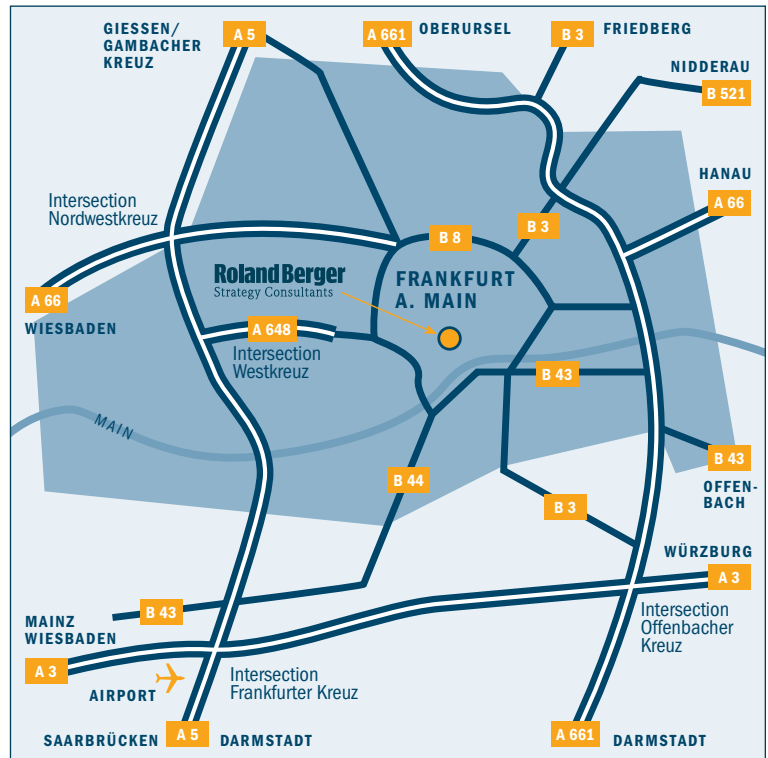 GIESSEN/
GAMBACHER
KREUZ
A 5
A 661
OBERURSEL
B 3
FRIEDBERG
NIDDERAU
B 521
HANAU
A 66
Intersection
Nordwestkreuz
B 8
B 3
Roland Berger
Strategy Consultants
FRANKFURT
A. MAIN
A 66
WIESBADEN
A 648
Intersection
Westkreuz
B 43
MAIN
B 44
B 43
OFFEN-
BACH
B 3
WÜRZBURG
A 3
B 43
MAINZ
WIESBADEN
A 3
Intersection
Offenbacher
Kreuz
AIRPORT
Intersection
Frankfurter Kreuz
SAARBRÜCKEN
A 5
DARMSTADT
A 661
DARMSTADT